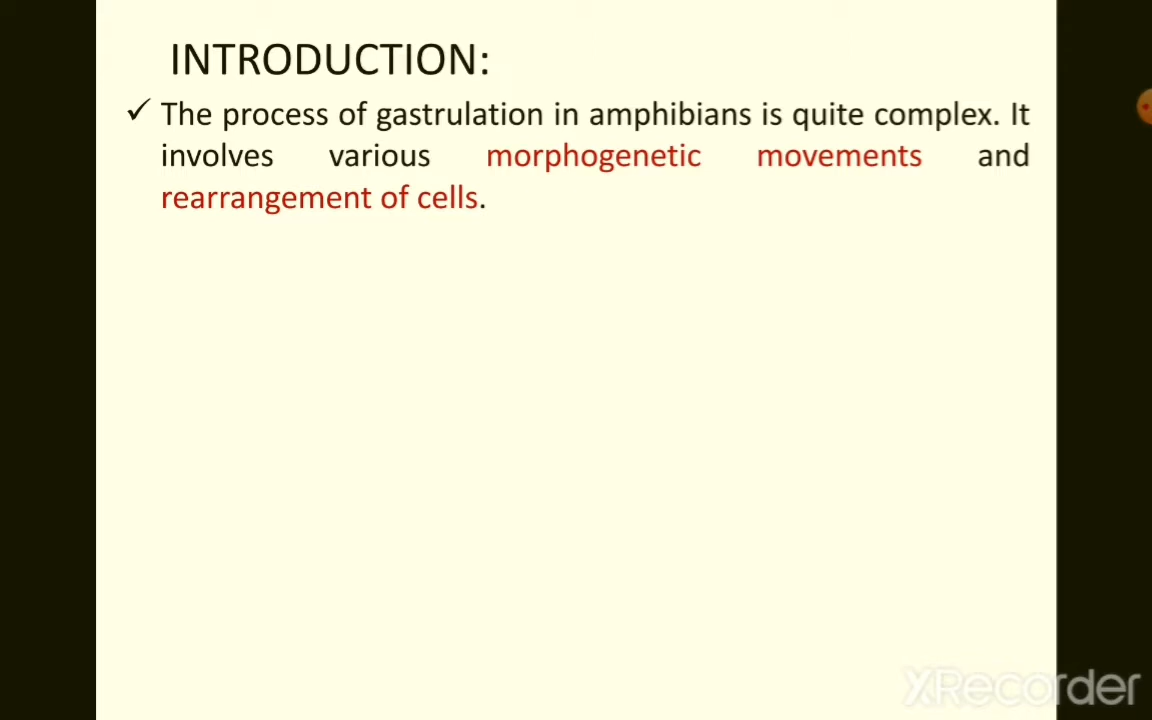 INTRODUCTION:
✓ The process of gastrulation in amphibians is quite complex. It
involves various morphogenetic movements and
rearrangement of cells.
XRecorder